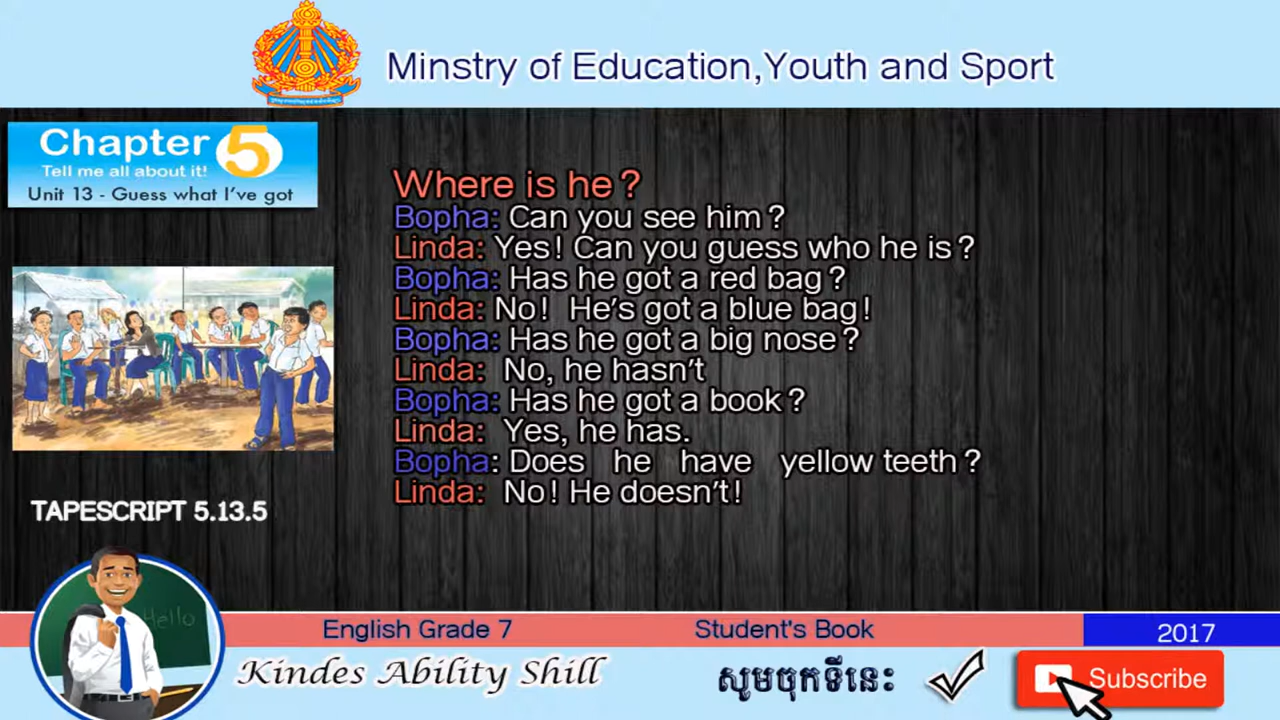 Minstry of Education,Youth and Sport
Chapter 5
Tell me all about it!
Unit 13 - Guess what I've got
Where is he?
Bopha: Can you see him?
Linda: Yes! Can you guess who he is?
Bopha: Has he got a red bag?
Linda: No! He's got a blue bag!
Bopha: Has he got a big nose?
Linda: No, he hasn't
Bopha: Has he got a book?
Linda: Yes, he has.
Bopha: Does he have yellow teeth?
Linda: No! He doesn't!
TAPESCRIPT 5.13.5
Hello
English Grade 7
Student's Book
2017
Kindes Ability Shill
សូមចុកទីនេះ
Subscribe